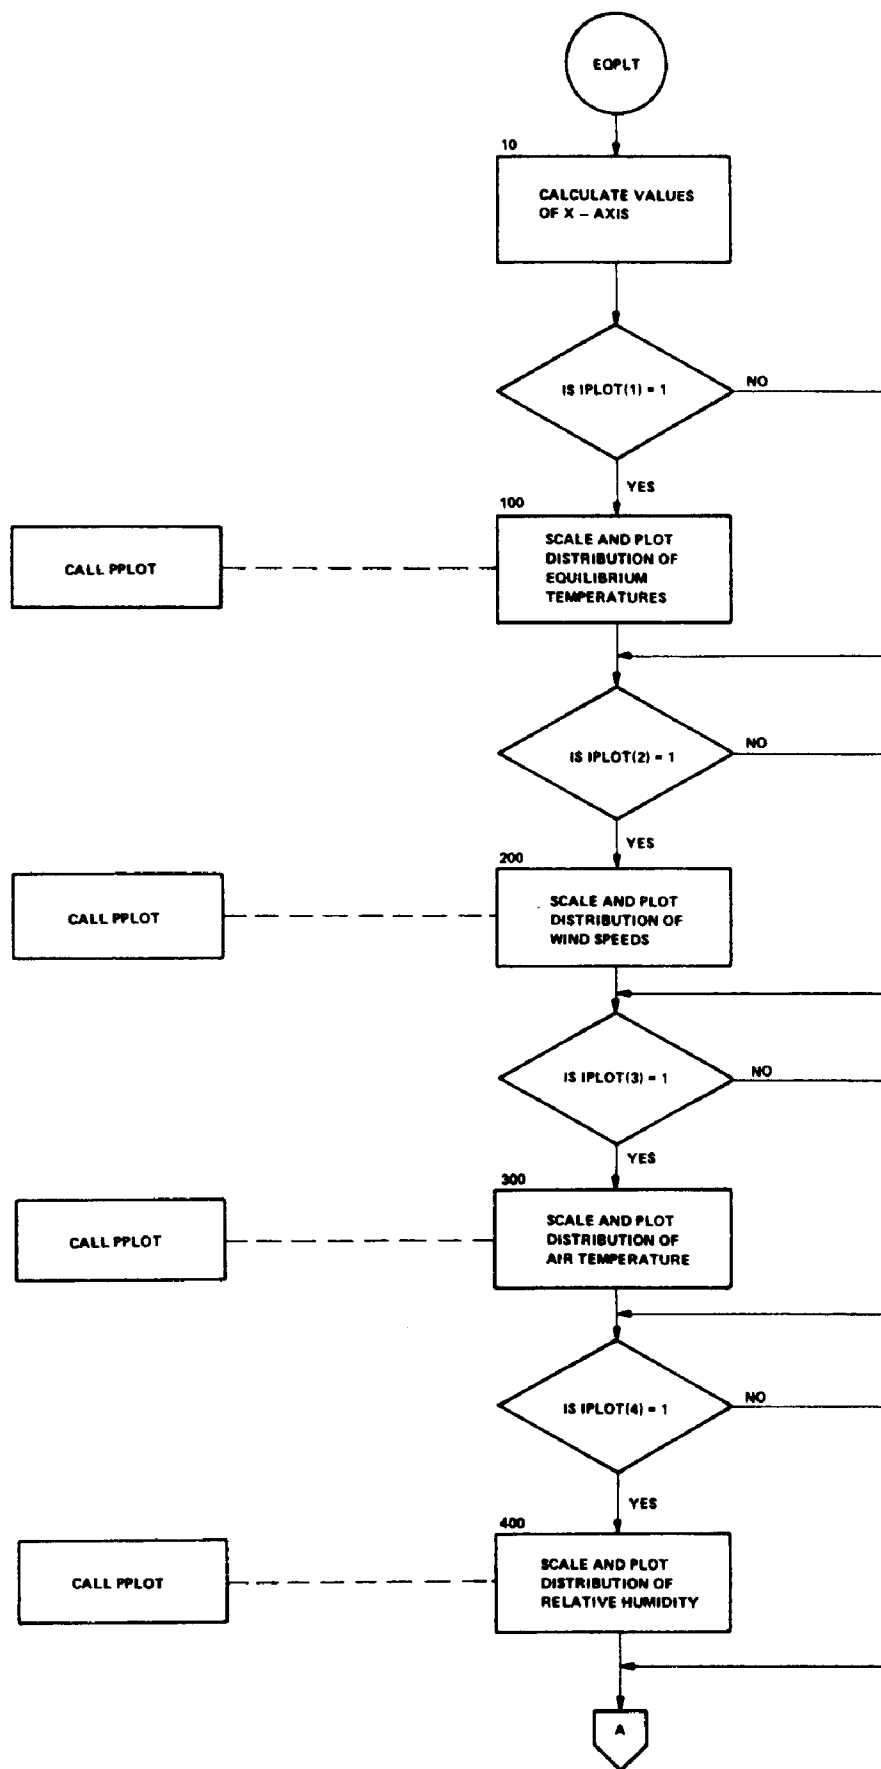 EQPLT
10
CALCULATE VALUES
OF X – AXIS
IS IPLOT(1) = 1
NO
YES
100
SCALE AND PLOT
DISTRIBUTION OF
EQUILIBRIUM
TEMPERATURES
CALL PPLOT
IS IPLOT(2) = 1
NO
YES
200
SCALE AND PLOT
DISTRIBUTION OF
WIND SPEEDS
CALL PPLOT
IS IPLOT(3) = 1
NO
YES
300
SCALE AND PLOT
DISTRIBUTION OF
AIR TEMPERATURE
CALL PPLOT
IS IPLOT(4) = 1
NO
YES
400
SCALE AND PLOT
DISTRIBUTION OF
RELATIVE HUMIDITY
CALL PPLOT
A